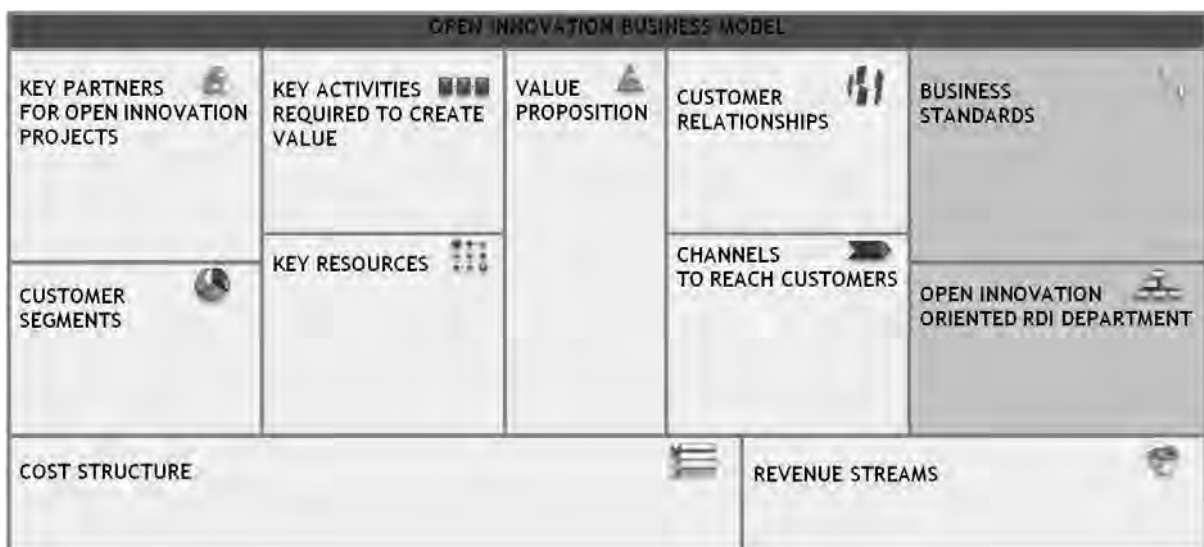 OPEN INNOVATION BUSINESS MODEL
KEY PARTNERS
FOR OPEN INNOVATION
PROJECTS
CUSTOMER
SEGMENTS
KEY ACTIVITIES
REQUIRED TO CREATE
VALUE
KEY RESOURCES
VALUE
PROPOSITION
CUSTOMER
RELATIONSHIPS
CHANNELS
TO REACH CUSTOMERS
BUSINESS
STANDARDS
OPEN INNOVATION
ORIENTED RDI DEPARTMENT
COST STRUCTURE
REVENUE STREAMS